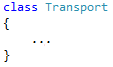 class Transport
{
    ...
}